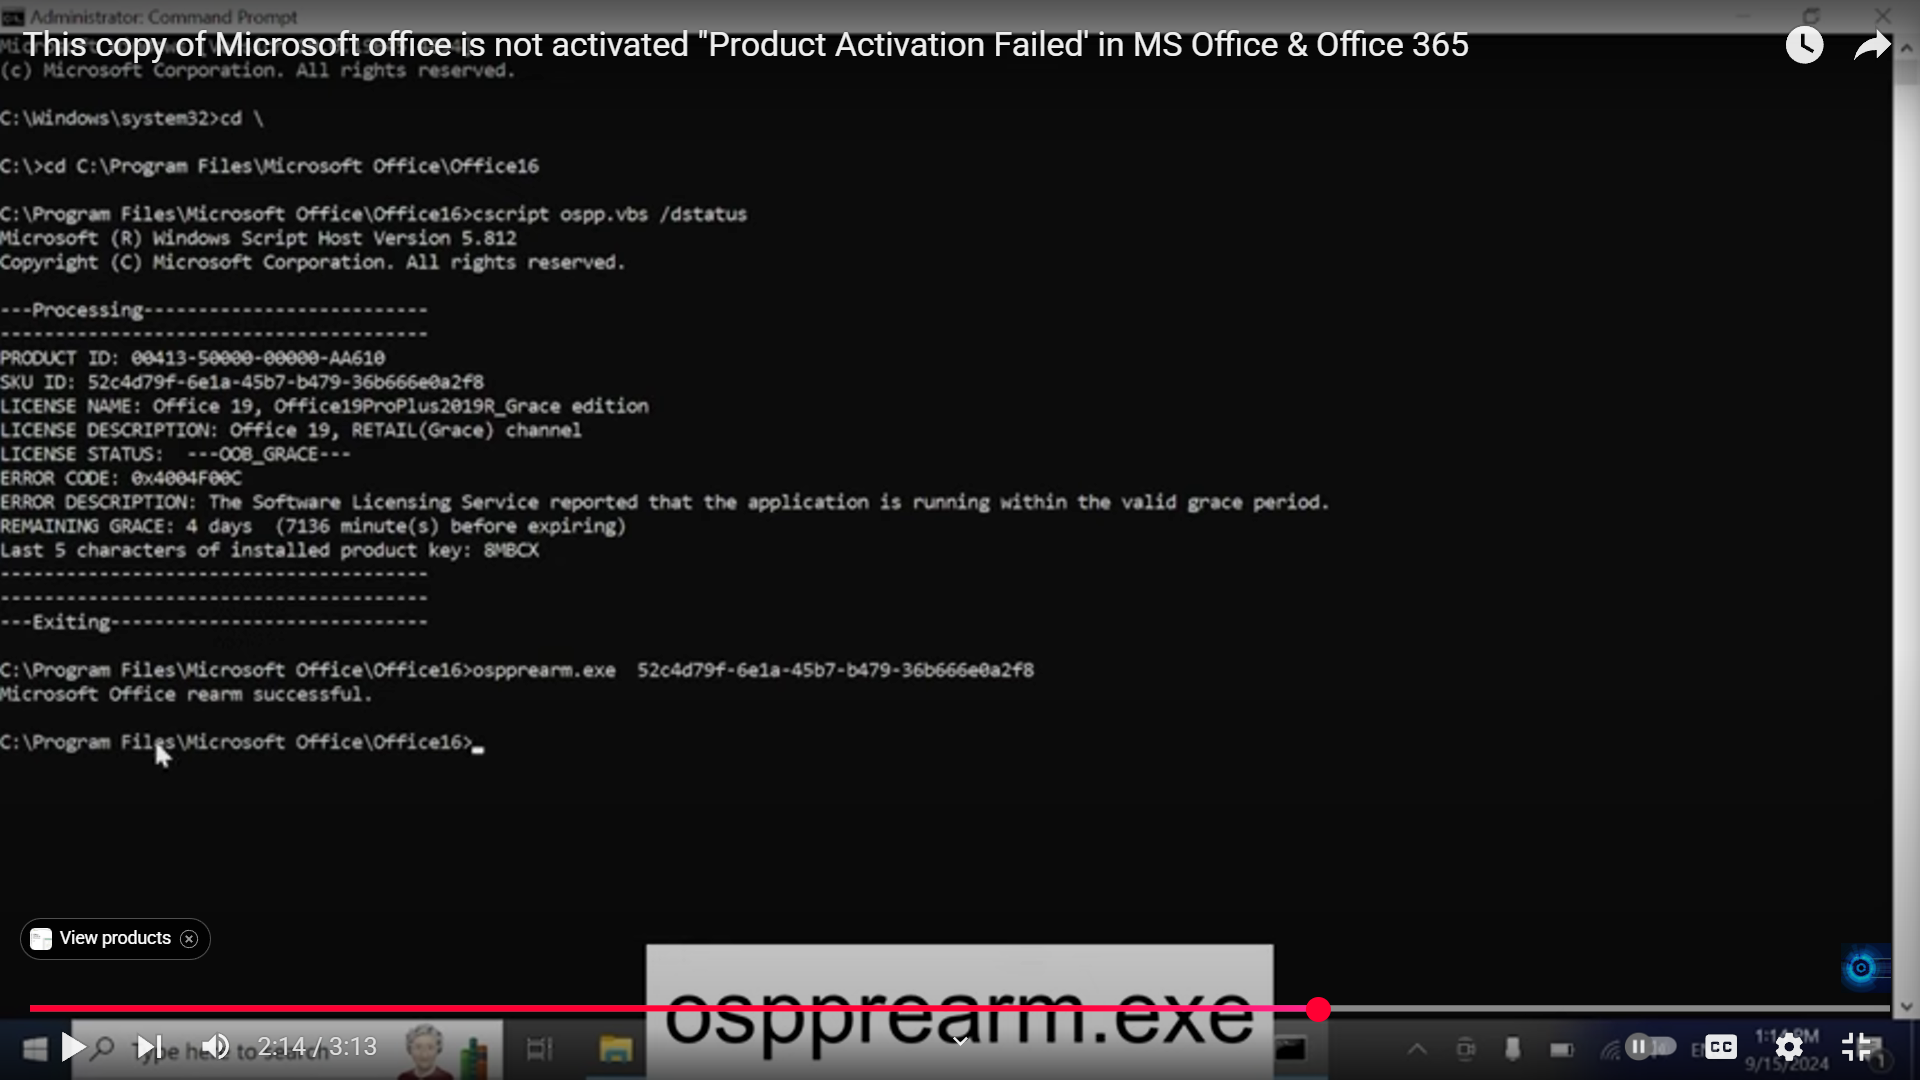 Administrator: Command Prompt
This copy of Microsoft office is not activated "Product Activation Failed' in MS Office & Office 365
(c) Microsoft Corporation. All rights reserved.
C:\Windows\system32>cd \
C:\>cd C:\Program Files\Microsoft Office\Office16
C:\Program Files\Microsoft Office\Office16>cscript ospp.vbs /dstatus
Microsoft (R) Windows Script Host Version 5.812
Copyright (C) Microsoft Corporation. All rights reserved.
---Processing--------------------------
---------------------------------------
PRODUCT ID: 00413-50000-00000-AA610
SKU ID: 52c4d79f-6e1a-45b7-b479-36b666e0a2f8
LICENSE NAME: Office 19, Office19ProPlus2019R_Grace edition
LICENSE DESCRIPTION: Office 19, RETAIL(Grace) channel
LICENSE STATUS:  ---OOB_GRACE---
ERROR CODE: 0x4004F00C
ERROR DESCRIPTION: The Software Licensing Service reported that the application is running within the valid grace period.
REMAINING GRACE: 4 days  (7136 minute(s) before expiring)
Last 5 characters of installed product key: 8MBCX
---------------------------------------
---------------------------------------
---Exiting-----------------------------
C:\Program Files\Microsoft Office\Office16>ospprearm.exe  52c4d79f-6e1a-45b7-b479-36b666e0a2f8
Microsoft Office rearm successful.
C:\Program Files\Microsoft Office\Office16>
View products
ospprearm.exe
2:14 / 3:13
Type here to search
CC
9/15/2024
1